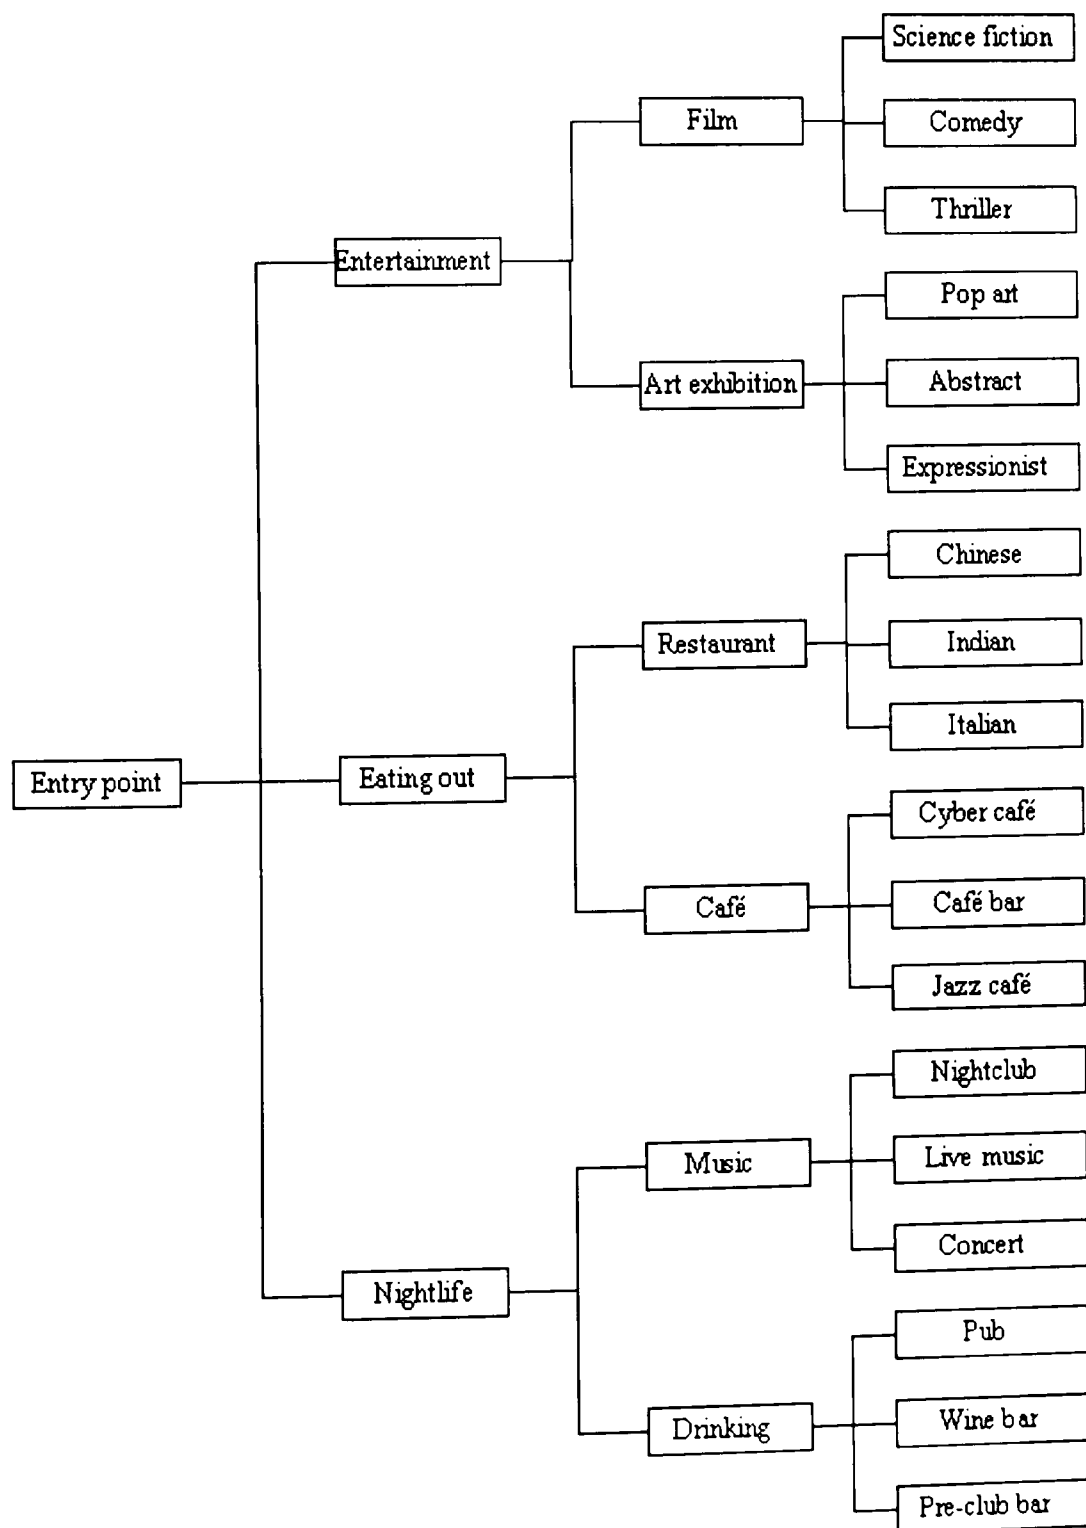 Science fiction
Film
Comedy
Thriller
Entertainment
Pop art
Art exhibition
Abstract
Expressionist
Chinese
Restaurant
Indian
Italian
Entry point
Eating out
Cyber café
Café
Café bar
Jazz café
Nightclub
Music
Live music
Concert
Nightlife
Pub
Drinking
Wine bar
Pre-club bar